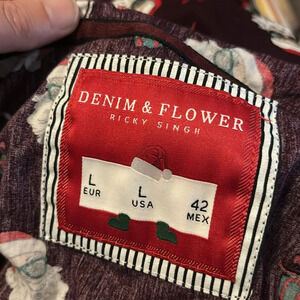 DENIM & FLOWER
RICKY SINGH
L L 42
EUR USA MEX